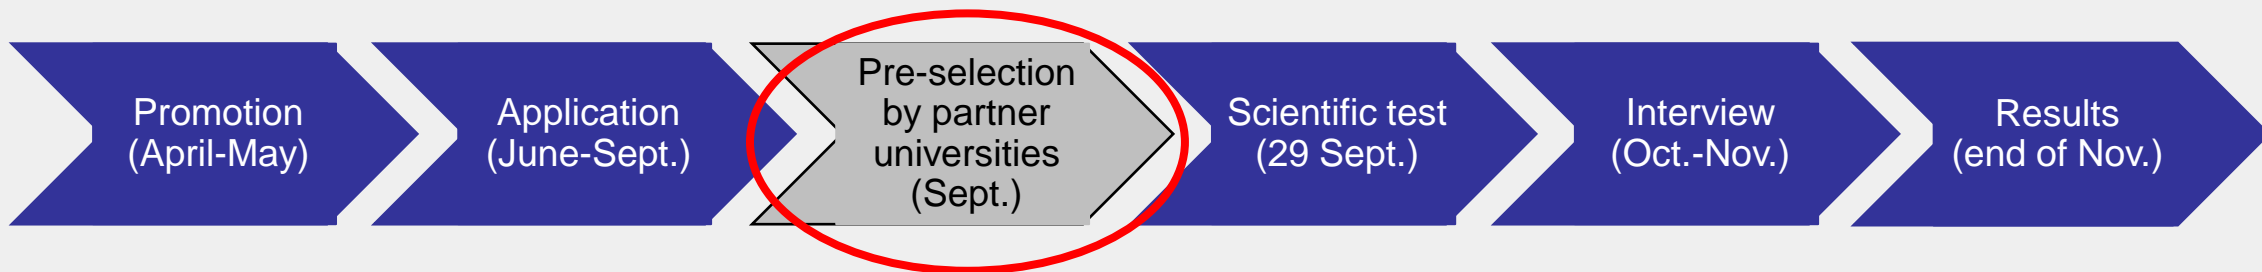 Promotion
(April-May)
Application
(June-Sept.)
Pre-selection
by partner
universities
(Sept.)
Scientific test
(29 Sept.)
Interview
(Oct.-Nov.)
Results
(end of Nov.)